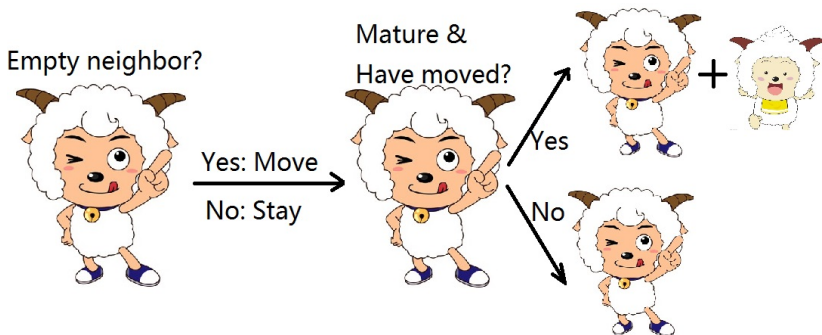 Empty neighbor?
Yes: Move
No: Stay
Mature &
Have moved?
Yes
No
+